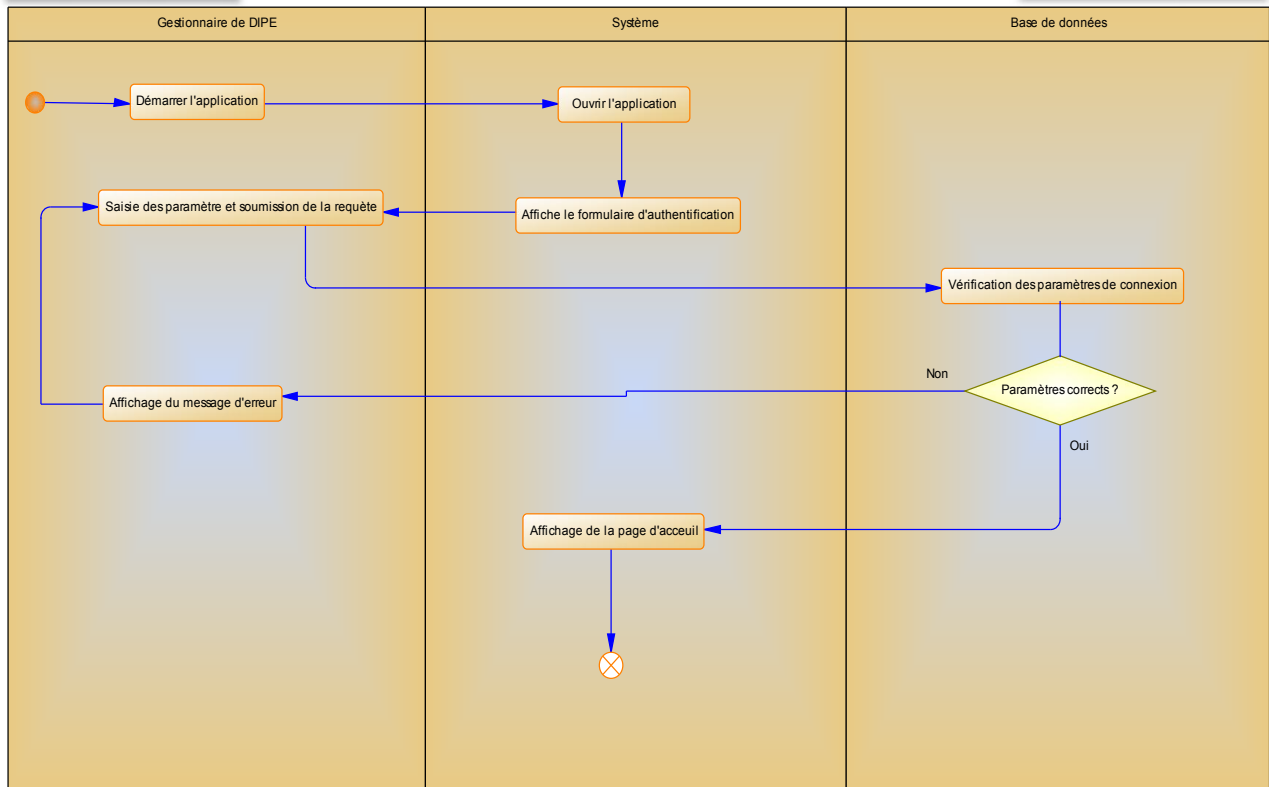 Gestionnaire de DIPE
Système
Base de données
Démarrer l'application
Ouvrir l'application
Saisie des paramètre et soumission de la requète
Affiche le formulaire d'authentification
Vérification des paramètres de connexion
Non
Paramètres corrects ?
Affichage du message d'erreur
Oui
Affichage de la page d'acceuil